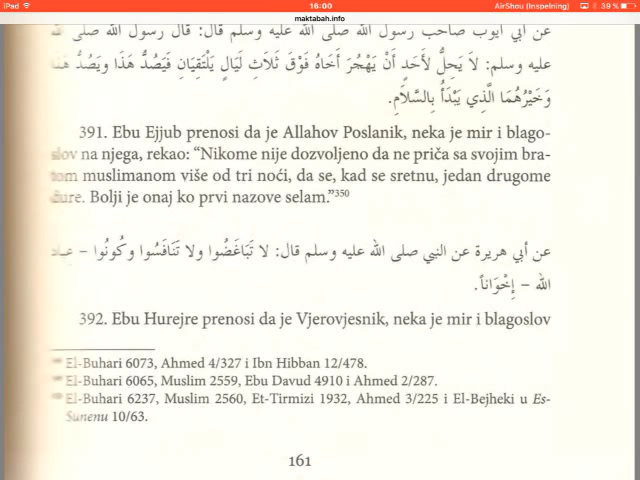 iPad
16:00
AirShou (Inspelning)
39 %
maktabah.info
عن أبي أيوب صاحب رسول الله صلى الله عليه وسلم قال: قال رسول الله صلى
عليه وسلم: لاَ يَحِلُّ لأَحَدٍ أَنْ يَهْجُرَ أَخَاهُ فَوْقَ ثَلاَثِ لَيَالٍ يَلْتَقِيَانِ فَيَصُدُّ هَذَا وَيَصُدُّ هَذَا
وَخَيْرُهُمَا الَّذِي يَبْدَأُ بِالسَّلاَمِ.
391. Ebu Ejjub prenosi da je Allahov Poslanik, neka je mir i blago-
slov na njega, rekao: “Nikome nije dozvoljeno da ne priča sa svojim bra-
tom muslimanom više od tri noći, da se, kad se sretnu, jedan drugome
žure. Bolji je onaj ko prvi nazove selam.”350
عن أبي هريرة عن النبي صلى الله عليه وسلم قال: لا تَبَاغَضُوا ولا تَنَافَسُوا وكُونُوا –
الله – إِخْوَاناً.
392. Ebu Hurejre prenosi da je Vjerovjesnik, neka je mir i blagoslov
El-Buhari 6073, Ahmed 4/327 i Ibn Hibban 12/478.
El-Buhari 6065, Muslim 2559, Ebu Davud 4910 i Ahmed 2/287.
El-Buhari 6237, Muslim 2560, Et-Tirmizi 1932, Ahmed 3/225 i El-Bejheki u Es-
Sunenu 10/63.
161